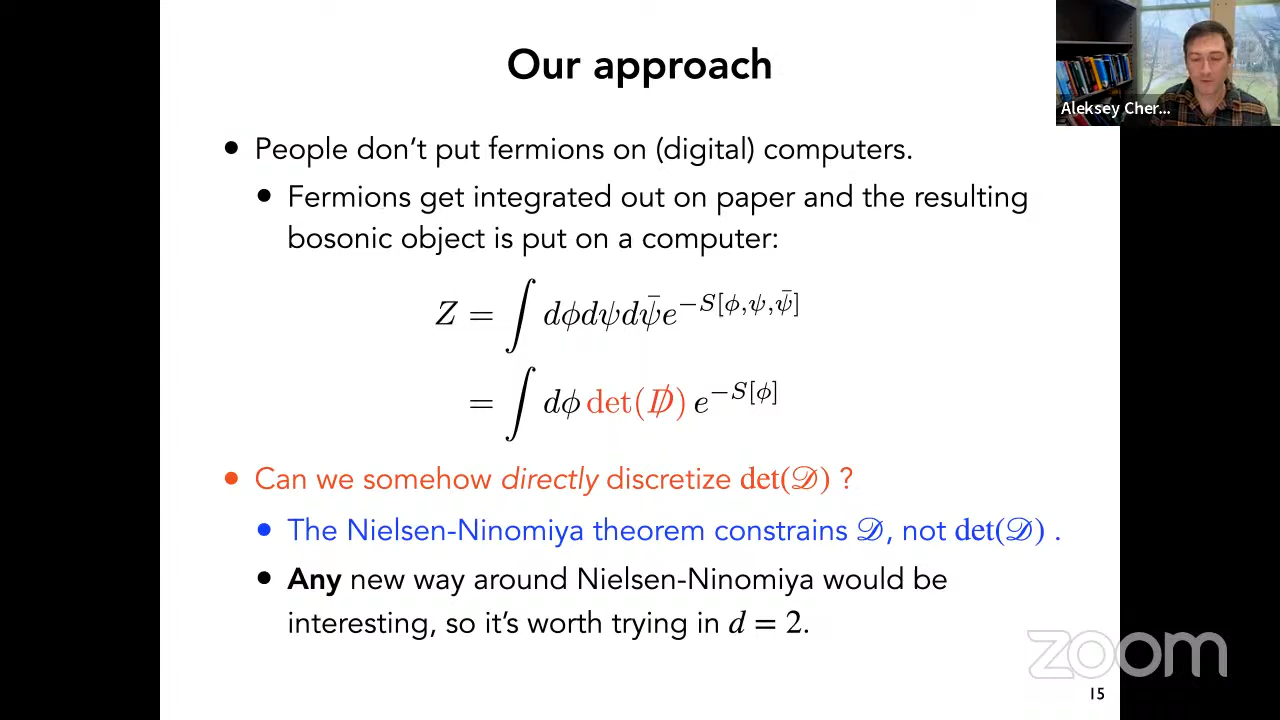 Our approach
Aleksey Cher...
• People don't put fermions on (digital) computers.
• Fermions get integrated out on paper and the resulting
bosonic object is put on a computer:
Z = ∫ dϕdψdψ̄e^{−S[ϕ,ψ,ψ̄]}
= ∫ dϕ det(D̸) e^{−S[ϕ]}
• Can we somehow directly discretize det(𝒟) ?
• The Nielsen-Ninomiya theorem constrains 𝒟, not det(𝒟) .
• Any new way around Nielsen-Ninomiya would be
interesting, so it's worth trying in d = 2.
zoom
15